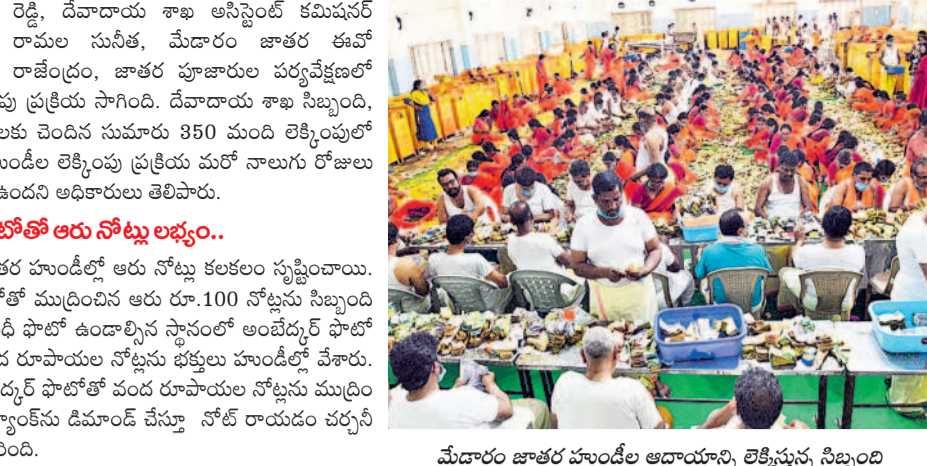 రెడ్డి, దేవాదాయ శాఖ అసిస్టెంట్ కమిషనర్
రామల సునీత, మేడారం జాతర ఈవో
రాజేంద్రం, జాతర పూజారుల పర్యవేక్షణలో
పు ప్రక్రియ సాగింది. దేవాదాయ శాఖ సిబ్బంది,
లకు చెందిన సుమారు 350 మంది లెక్కింపులో
ుండీల లెక్కింపు ప్రక్రియ మరో నాలుగు రోజులు
ఉందని అధికారులు తెలిపారు.
టోతో ఆరు నోట్లు లభ్యం..
తర హుండీల్లో ఆరు నోట్లు కలకలం సృష్టించాయి.
ోతో ముద్రించిన ఆరు రూ.100 నోట్లను సిబ్బంది
ధీ ఫొటో ఉండాల్సిన స్థానంలో అంబేద్కర్ ఫొటో
ద రూపాయల నోట్లను భక్తులు హుండీల్లో వేశారు.
ద్కర్ ఫొటోతో వంద రూపాయల నోట్లను ముద్రిం
్యాంక్‌ను డిమాండ్ చేస్తూ నోట్ రాయడం చర్చనీ
ింది.
మేడారం జాతర హుండీల ఆదాయాన్ని లెక్కిస్తున్న సిబ్బంది